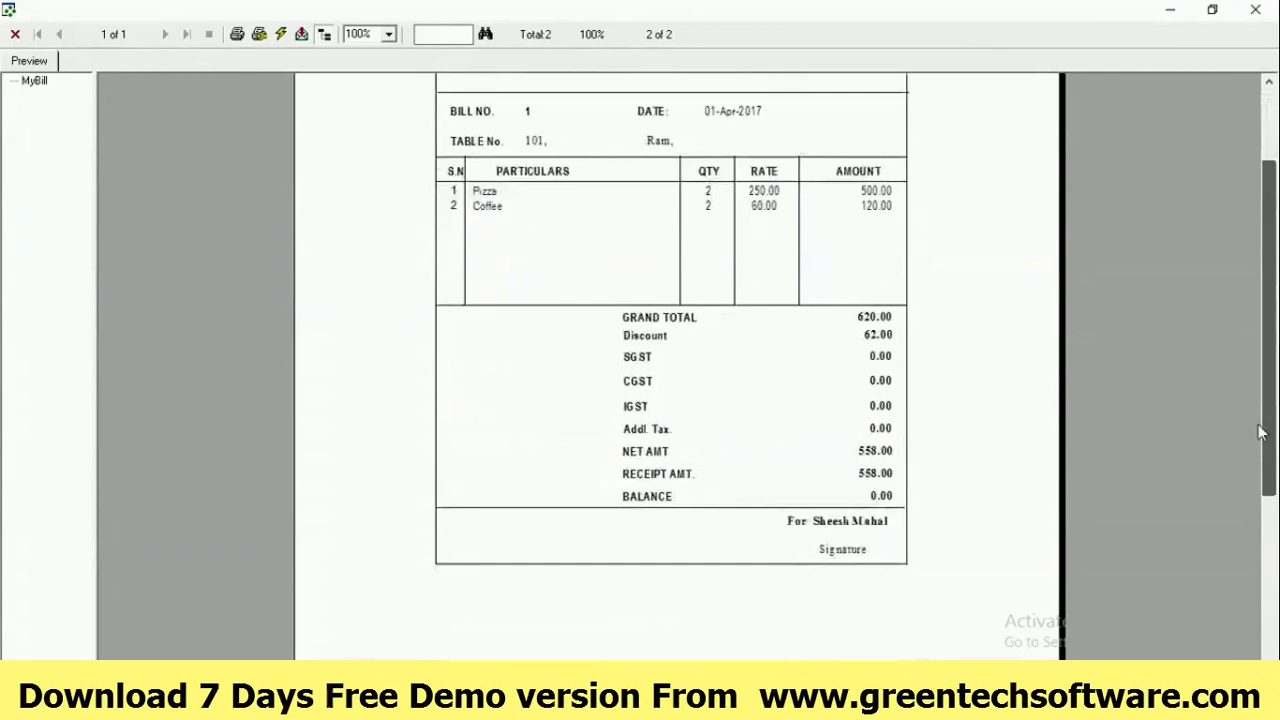 1 of 1 100% Total:2 100% 2 of 2
Preview
MyBill
BILL NO. 1 DATE: 01-Apr-2017
TABLE No. 101, Ram,
S.N PARTICULARS QTY RATE AMOUNT
1 Pizza 2 250.00 500.00
2 Coffee 2 60.00 120.00
GRAND TOTAL 620.00
Discount 62.00
SGST 0.00
CGST 0.00
IGST 0.00
Addl. Tax. 0.00
NET AMT 558.00
RECEIPT AMT. 558.00
BALANCE 0.00
For Sheesh Mahal
Signature
Activate
Go to
Download 7 Days Free Demo version From www.greentechsoftware.com